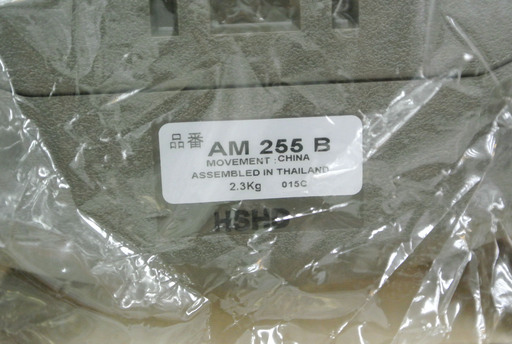 品番 AM 255 B
MOVEMENT : CHINA
ASSEMBLED IN THAILAND
2.3Kg 015C